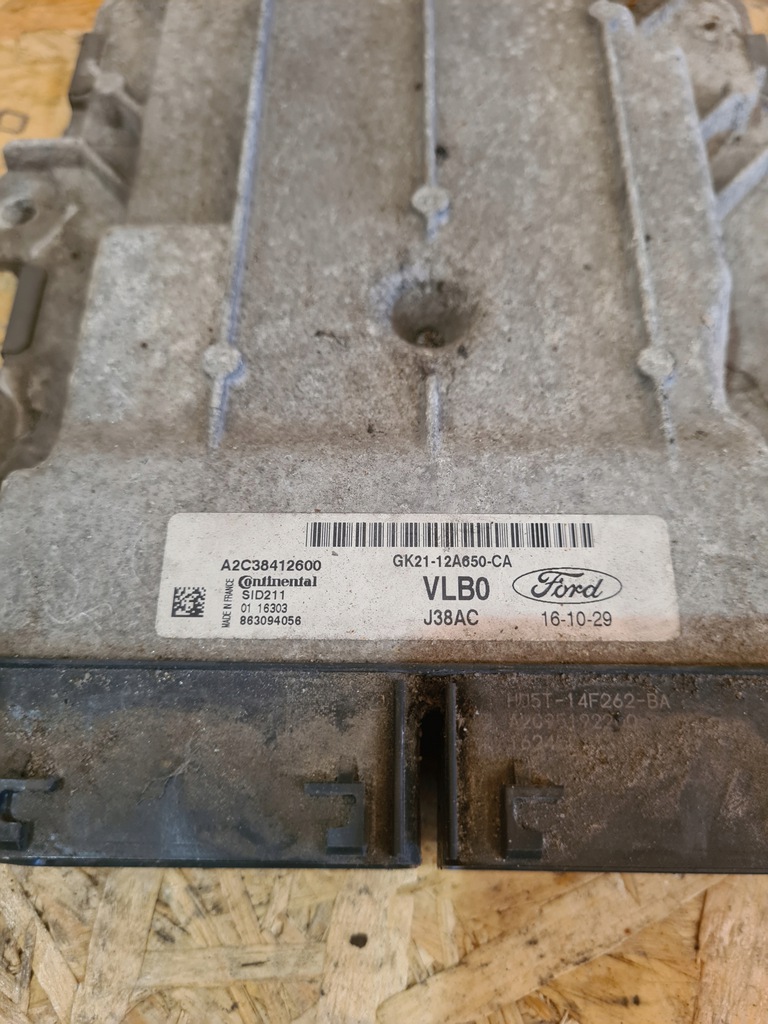 A2C38412600
GK21-12A650-CA
MADE IN FRANCE
Continental
SID211
01 16303
863094056
VLB0
J38AC
Ford
16-10-29
-14F262-BA